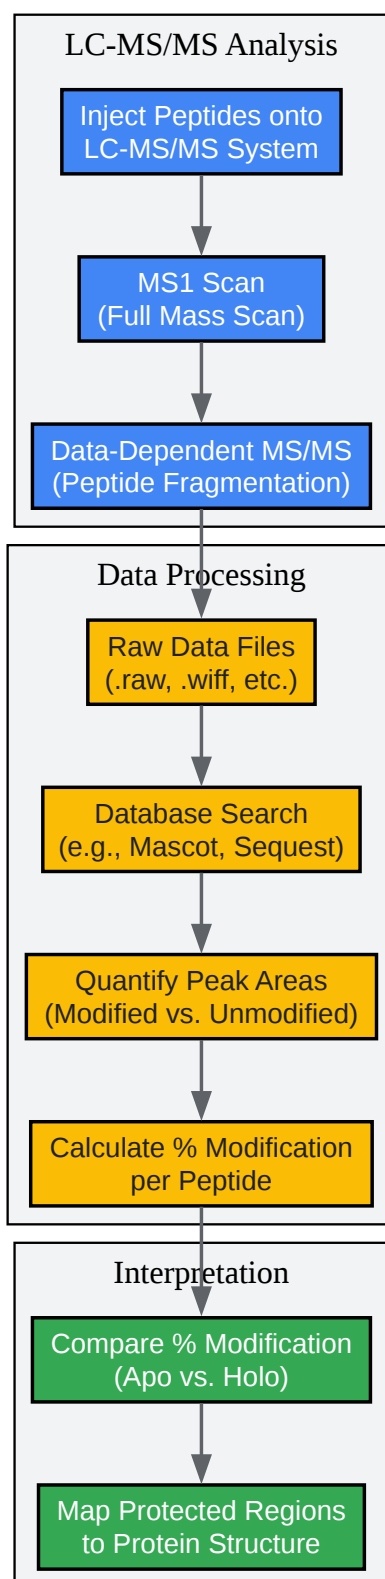 LC-MS/MS Analysis
Inject Peptides onto
LC-MS/MS System
MS1 Scan
(Full Mass Scan)
Data-Dependent MS/MS
(Peptide Fragmentation)
Data Processing
Raw Data Files
(.raw, .wiff, etc.)
Database Search
(e.g., Mascot, Sequest)
Quantify Peak Areas
(Modified vs. Unmodified)
Calculate % Modification
per Peptide
Interpretation
Compare % Modification
(Apo vs. Holo)
Map Protected Regions
to Protein Structure